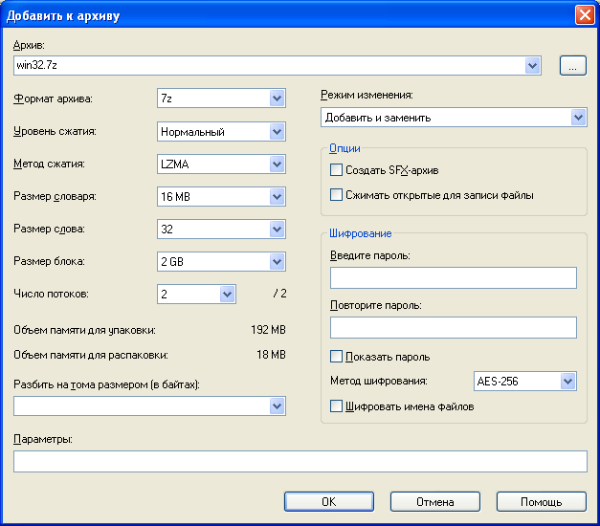 Добавить к архиву
Архив:
win32.7z
...
Формат архива:
7z
Уровень сжатия:
Нормальный
Метод сжатия:
LZMA
Размер словаря:
16 MB
Размер слова:
32
Размер блока:
2 GB
Число потоков:
2
/ 2
Объем памяти для упаковки:
192 MB
Объем памяти для распаковки:
18 MB
Разбить на тома размером (в байтах):
Режим изменения:
Добавить и заменить
Опции
Создать SFX-архив
Сжимать открытые для записи файлы
Шифрование
Введите пароль:
Повторите пароль:
Показать пароль
Метод шифрования:
AES-256
Шифровать имена файлов
Параметры:
OK
Отмена
Помощь